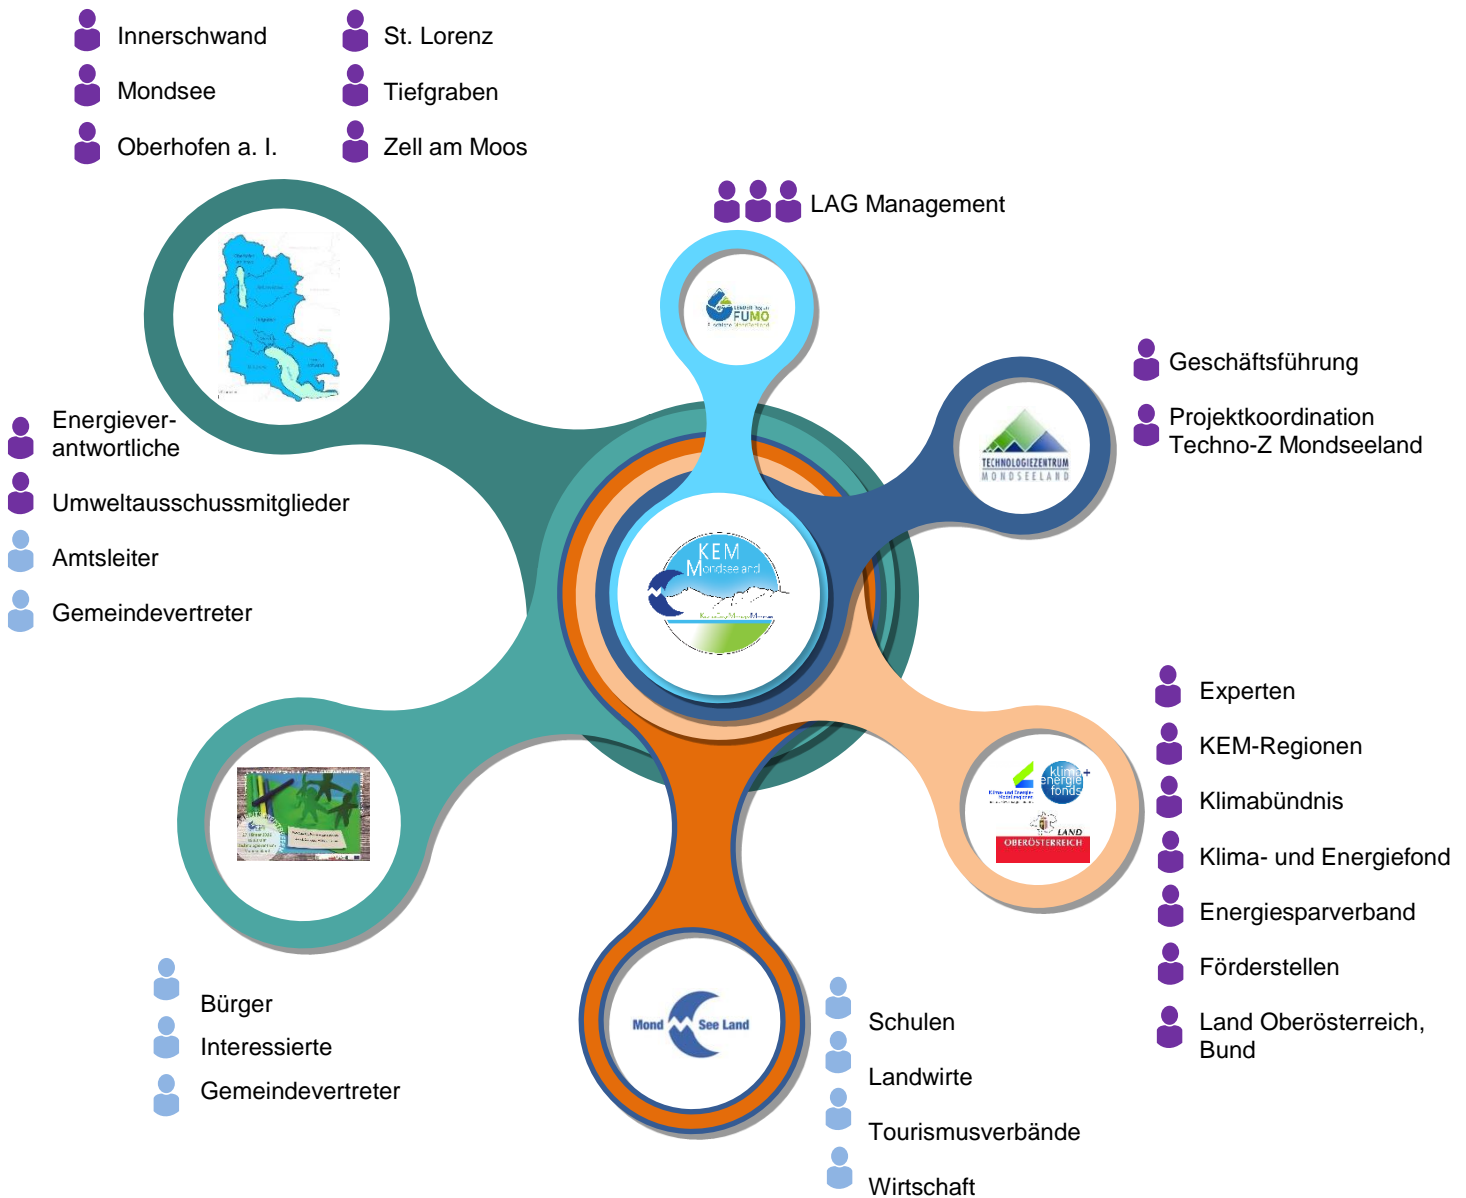 Innerschwand
St. Lorenz
Mondsee
Tiefgraben
Oberhofen a. I.
Zell am Moos
LAG Management
FUMO
Geschäftsführung
Projektkoordination
Techno-Z Mondseeland
TECHNOLOGIEZENTRUM
MONDSEELAND
Energiever-
antwortliche
Umweltausschussmitglieder
Amtsleiter
Gemeindevertreter
KEM
Mondseeland
Experten
KEM-Regionen
Klimabündnis
Klima- und Energiefond
Energiesparverband
Förderstellen
Land Oberösterreich,
Bund
klima+
energie
fonds
LAND
OBERÖSTERREICH
Bürger
Interessierte
Gemeindevertreter
Mond See Land
Schulen
Landwirte
Tourismusverbände
Wirtschaft